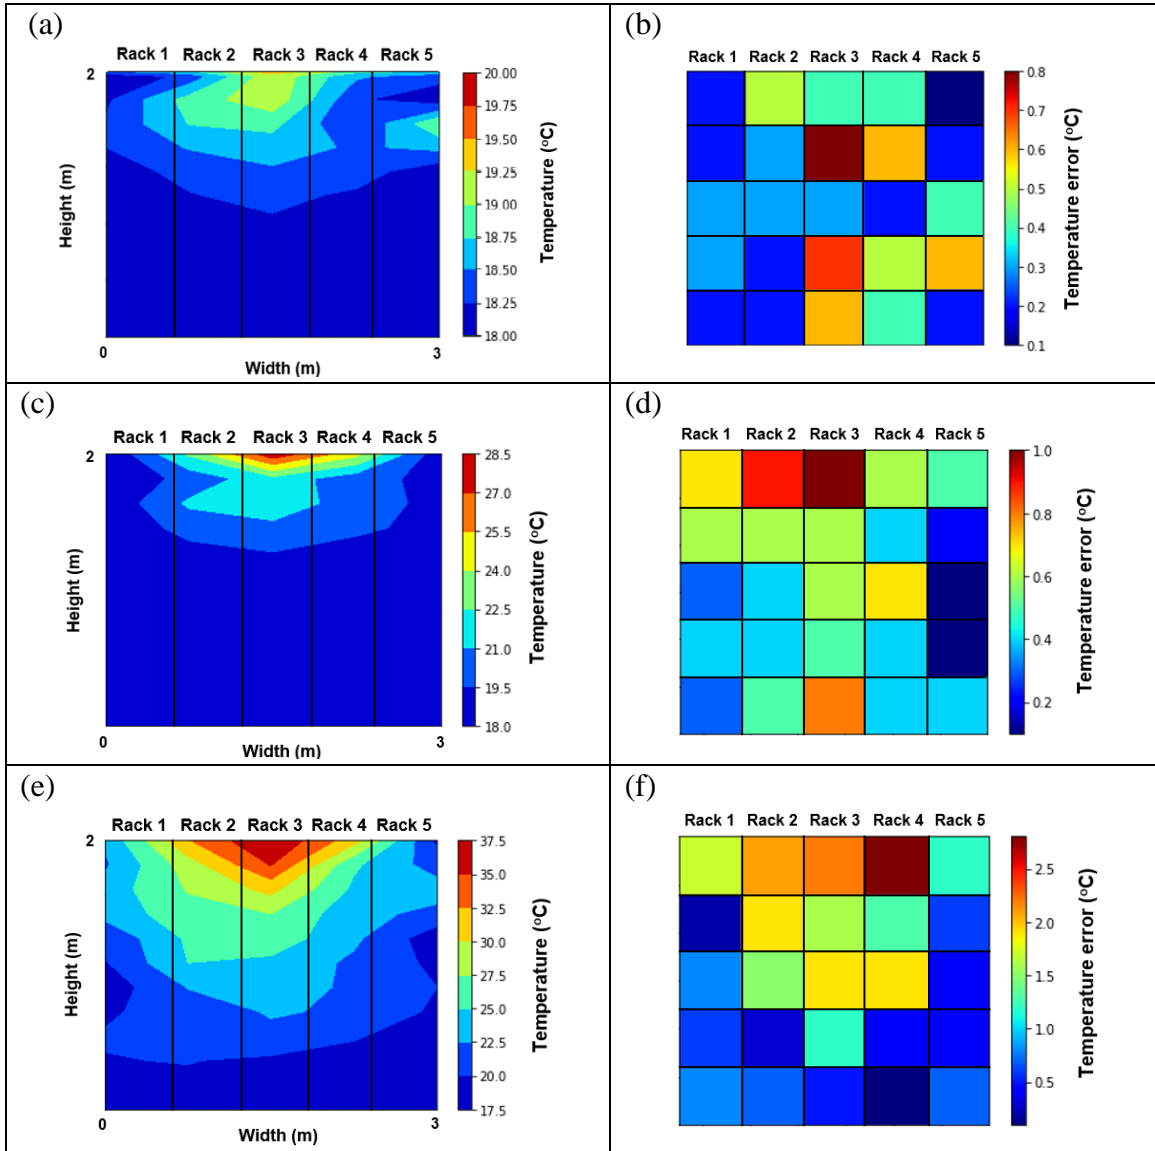 (a)
Rack 1 Rack 2 Rack 3 Rack 4 Rack 5
2
Height (m)
0
3
Width (m)
20.00
19.75
19.50
19.25
19.00
18.75
18.50
18.25
18.00
Temperature (°C)
(b)
Rack 1 Rack 2 Rack 3 Rack 4 Rack 5
0.8
0.7
0.6
0.5
0.4
0.3
0.2
0.1
Temperature error (°C)
(c)
Rack 1 Rack 2 Rack 3 Rack 4 Rack 5
2
Height (m)
0
3
Width (m)
28.5
27.0
25.5
24.0
22.5
21.0
19.5
18.0
Temperature (°C)
(d)
Rack 1 Rack 2 Rack 3 Rack 4 Rack 5
1.0
0.8
0.6
0.4
0.2
Temperature error (°C)
(e)
Rack 1 Rack 2 Rack 3 Rack 4 Rack 5
2
Height (m)
0
3
Width (m)
37.5
35.0
32.5
30.0
27.5
25.0
22.5
20.0
17.5
Temperature (°C)
(f)
Rack 1 Rack 2 Rack 3 Rack 4 Rack 5
2.5
2.0
1.5
1.0
0.5
Temperature error (°C)